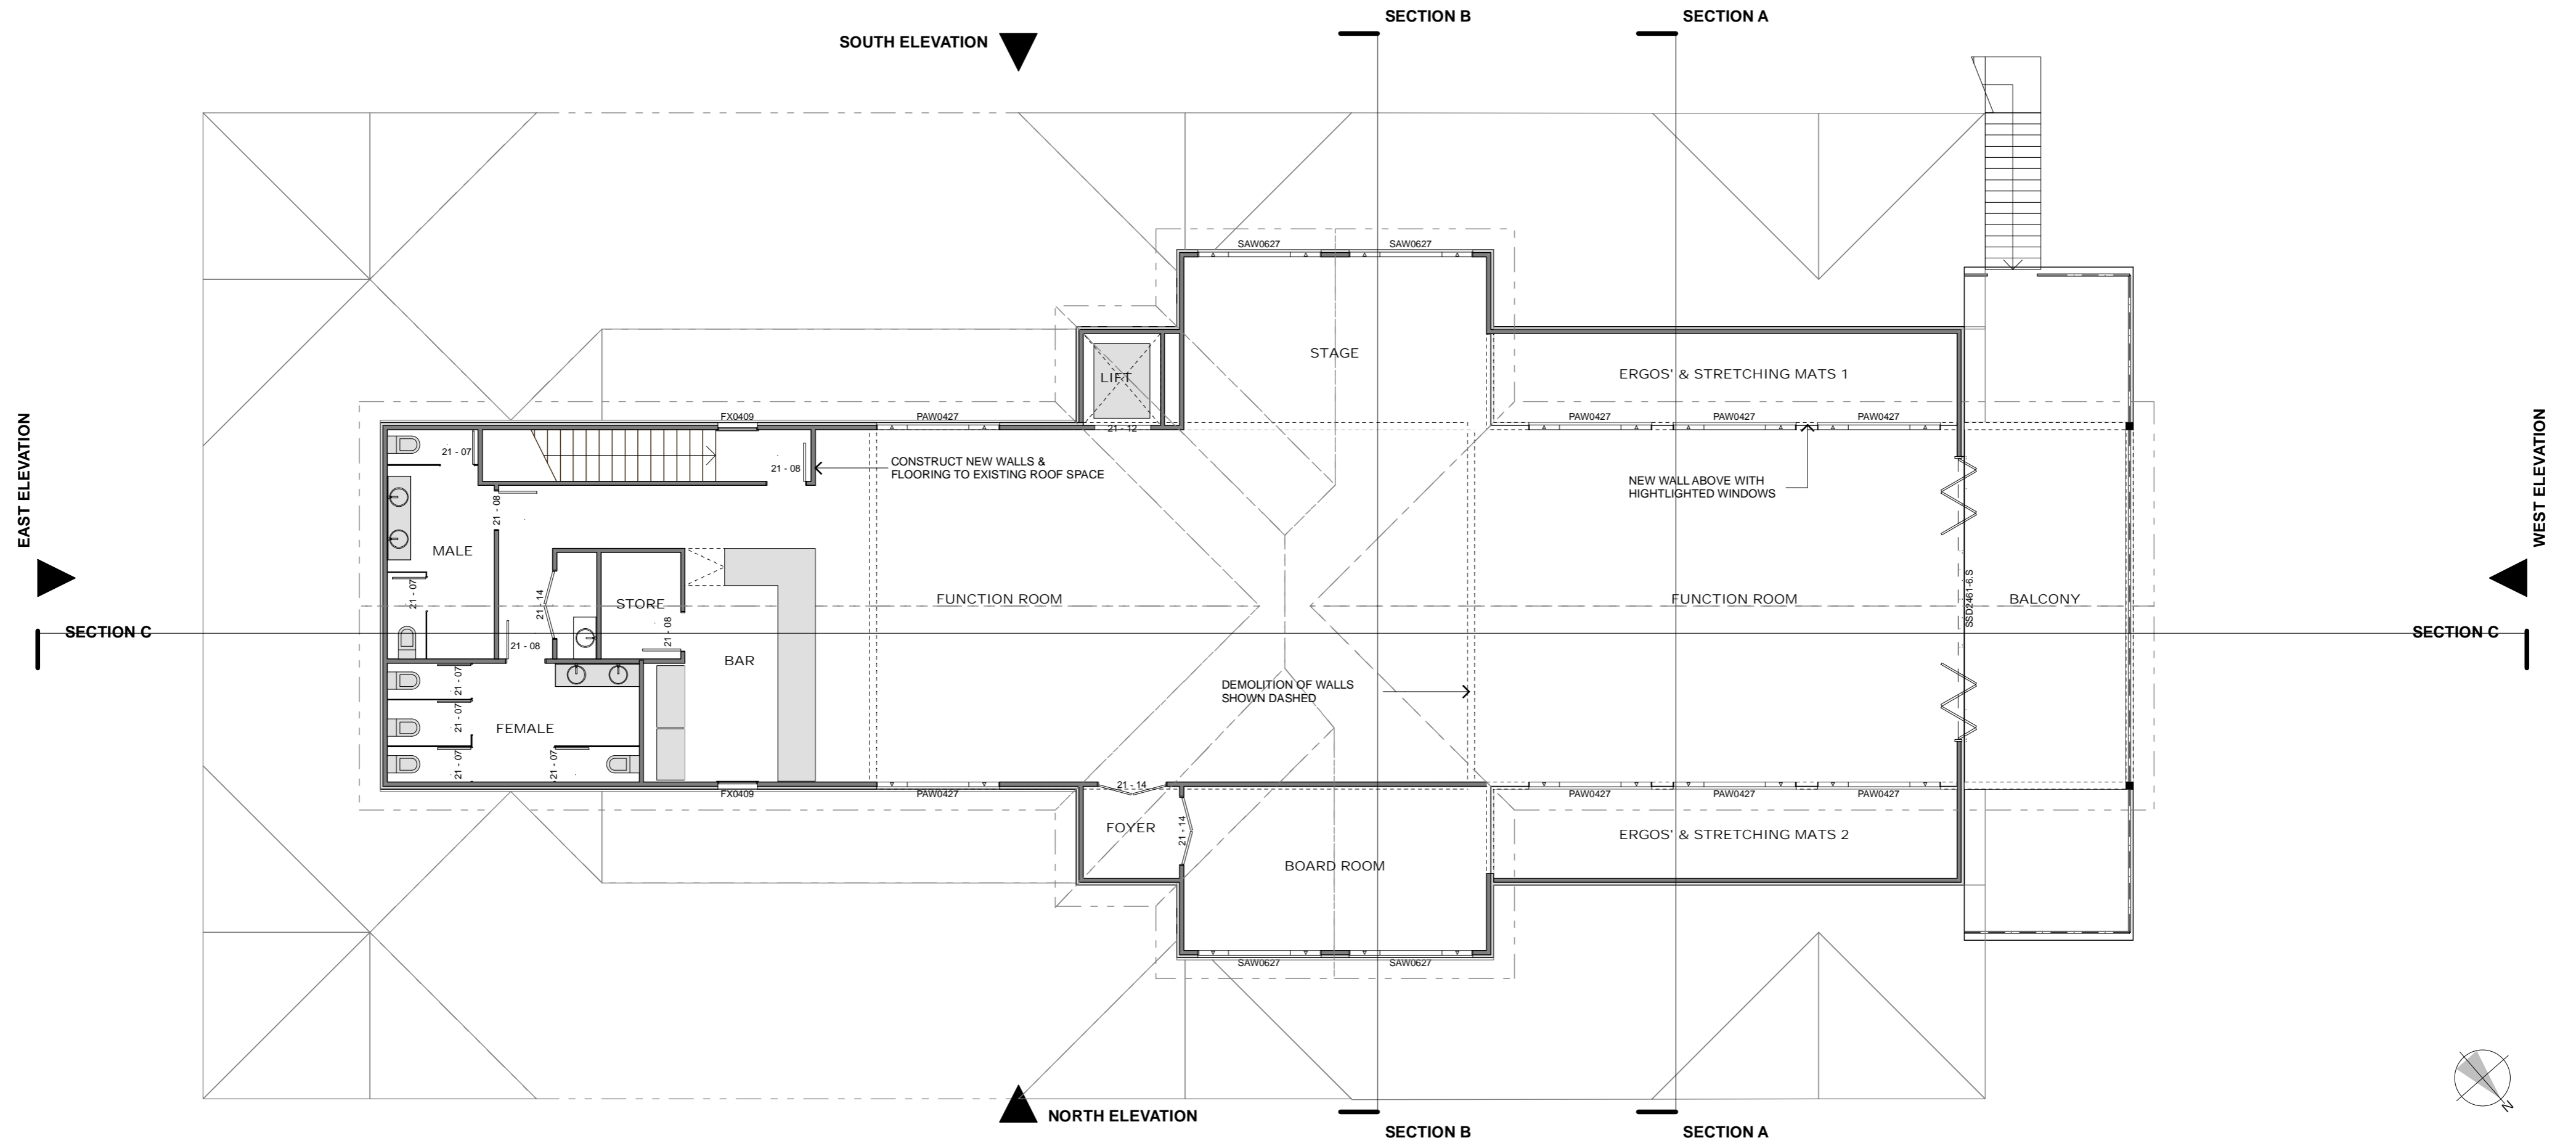 SECTION B
SECTION A
SOUTH ELEVATION
SAW0627
SAW0627
STAGE
LIFT
ERGOS' & STRETCHING MATS 1
FX0409
PAW0427
PAW0427
PAW0427
PAW0427
21 - 12
21 - 07
21 - 08
CONSTRUCT NEW WALLS &
FLOORING TO EXISTING ROOF SPACE
NEW WALL ABOVE WITH
HIGHTLIGHTED WINDOWS
EAST ELEVATION
WEST ELEVATION
21 - 08
MALE
21 - 07
21 - 14
STORE
FUNCTION ROOM
FUNCTION ROOM
SSD2461-6.S
BALCONY
SECTION C
SECTION C
21 - 08
21 - 08
BAR
21 - 07
21 - 07
FEMALE
21 - 07
21 - 07
DEMOLITION OF WALLS
SHOWN DASHED
FX0409
PAW0427
21 - 14
PAW0427
PAW0427
PAW0427
FOYER
21 - 14
ERGOS' & STRETCHING MATS 2
BOARD ROOM
SAW0627
SAW0627
N
NORTH ELEVATION
SECTION B
SECTION A